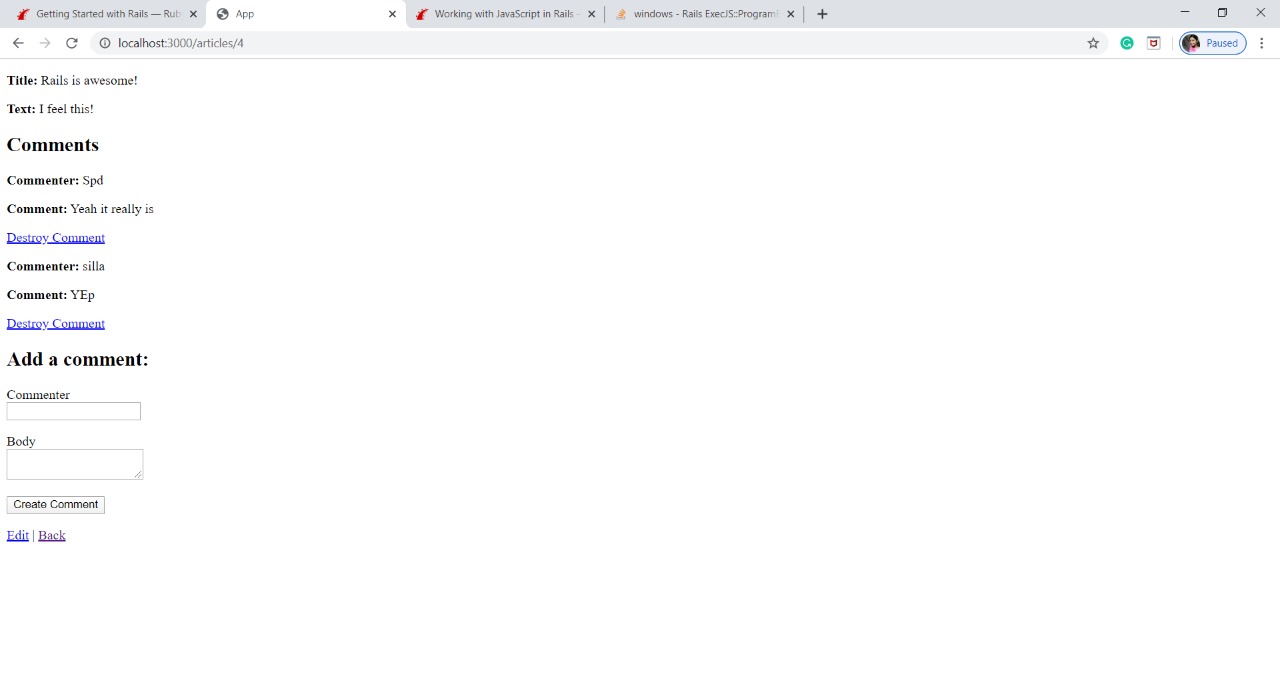 Getting Started with Rails — Rub
App
Working with JavaScript in Rails -
windows - Rails ExecJS::Program
localhost:3000/articles/4
Paused
Title: Rails is awesome!
Text: I feel this!
Comments
Commenter: Spd
Comment: Yeah it really is
Destroy Comment
Commenter: silla
Comment: YEp
Destroy Comment
Add a comment:
Commenter
Body
Create Comment
Edit | Back